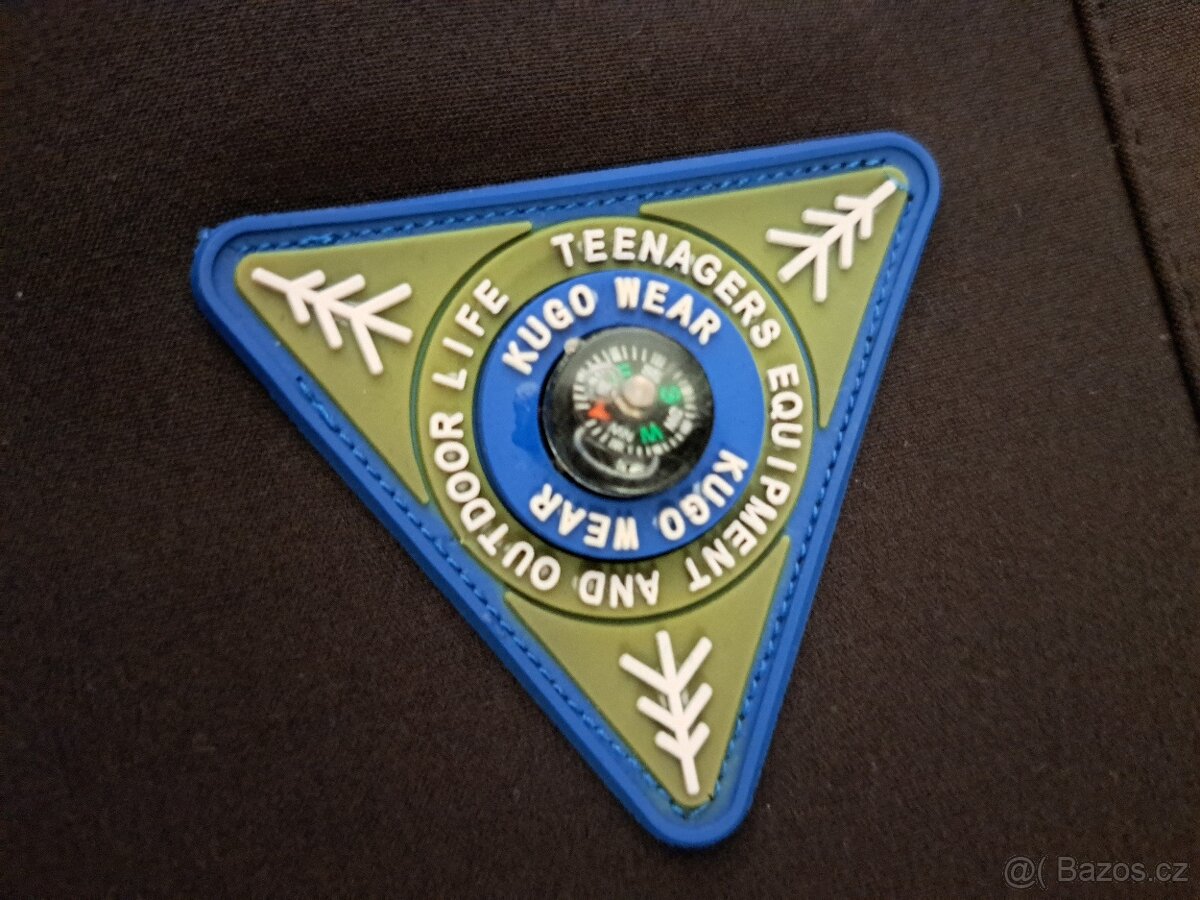 TEENAGERS EQUIPMENT AND OUTDOOR LIFE
KUGO WEAR
KUGO WEAR
@( Bazos.cz